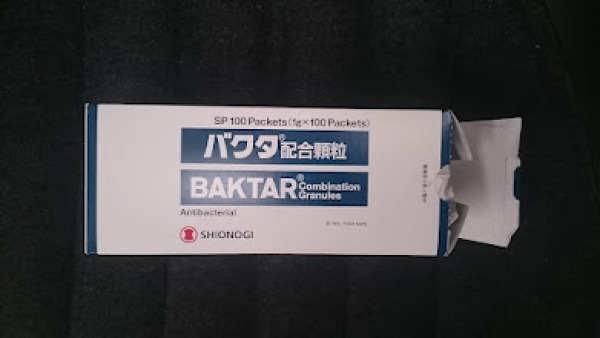 SP 100 Packets (1g×100 Packets)
バクタ®配合顆粒
BAKTAR® Combination Granules
Antibacterial
SHIONOGI